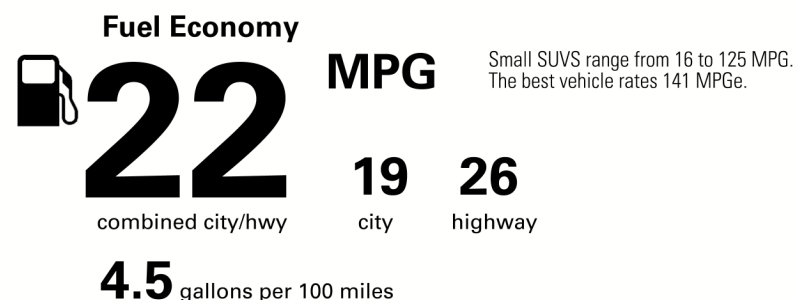 Fuel Economy
22
MPG
Small SUVS range from 16 to 125 MPG.
The best vehicle rates 141 MPGe.
19
26
combined city/hwy
city
highway
4.5 gallons per 100 miles